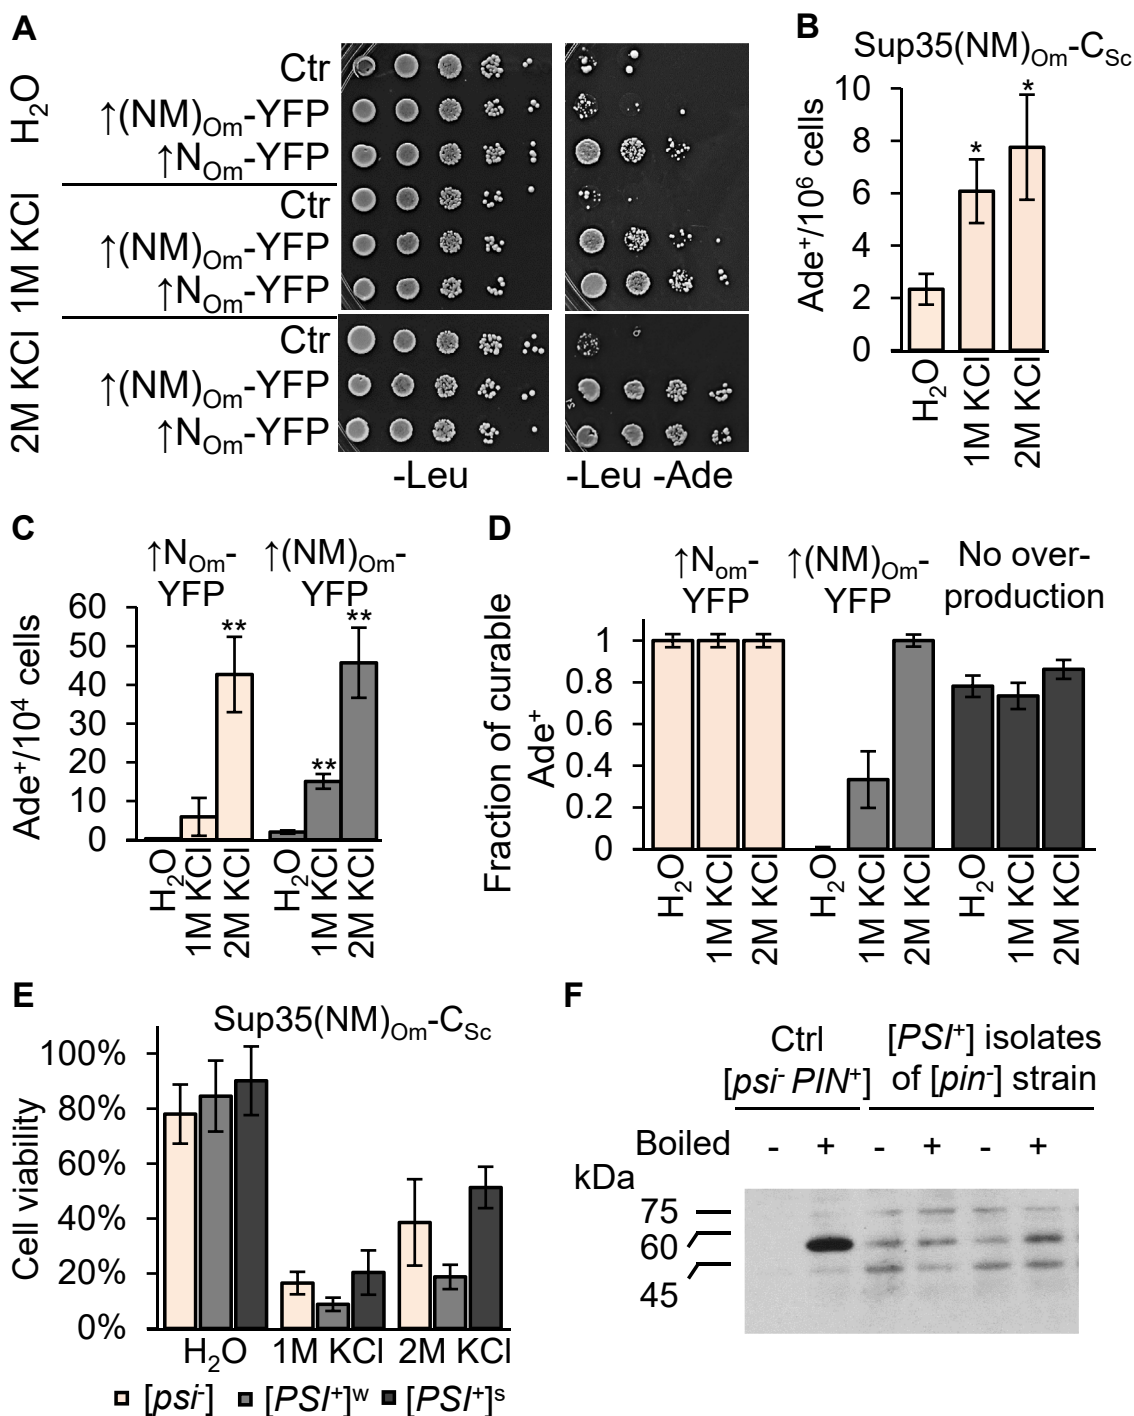 A
H₂O
Ctr
↑(NM)Om-YFP
↑NOm-YFP
1M KCl
Ctr
↑(NM)Om-YFP
↑NOm-YFP
2M KCl
Ctr
↑(NM)Om-YFP
↑NOm-YFP
-Leu
-Leu -Ade
B
Sup35(NM)Om-CSc
Ade⁺/10⁶ cells
10
8
6
4
2
0
*
*
H₂O
1M KCl
2M KCl
C
↑NOm-
YFP
↑(NM)Om-
YFP
Ade⁺/10⁴ cells
60
50
40
30
20
10
0
**
**
**
H₂O
1M KCl
2M KCl
H₂O
1M KCl
2M KCl
D
↑Nom-
YFP
↑(NM)Om-
YFP
No over-
production
Fraction of curable
Ade⁺
1
0.8
0.6
0.4
0.2
0
H₂O
1M KCl
2M KCl
H₂O
1M KCl
2M KCl
H₂O
1M KCl
2M KCl
E
Sup35(NM)Om-CSc
Cell viability
100%
80%
60%
40%
20%
0%
H₂O
1M KCl
2M KCl
[psi⁻]
[PSI⁺]ʷ
[PSI⁺]ˢ
F
Ctrl
[psi⁻ PIN⁺]
[PSI⁺] isolates
of [pin⁻] strain
Boiled - + - + - +
kDa
75
60
45